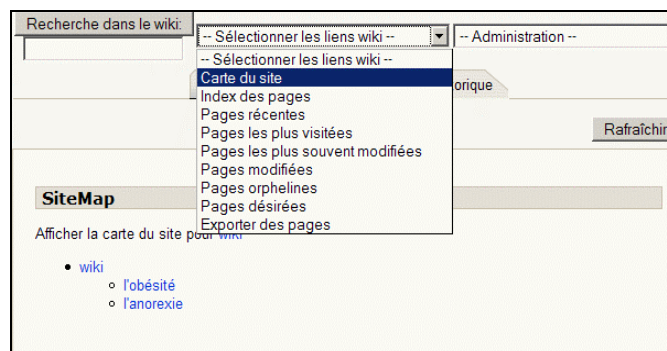 Recherche dans le wiki:
-- Sélectionner les liens wiki --
-- Administration --
-- Sélectionner les liens wiki --
Carte du site
Index des pages
orique
Pages récentes
Pages les plus visitées
Rafraîchir
Pages les plus souvent modifiées
Pages modifiées
Pages orphelines
Pages désirées
Exporter des pages
SiteMap
Afficher la carte du site pour wiki
wiki
l'obésité
l'anorexie